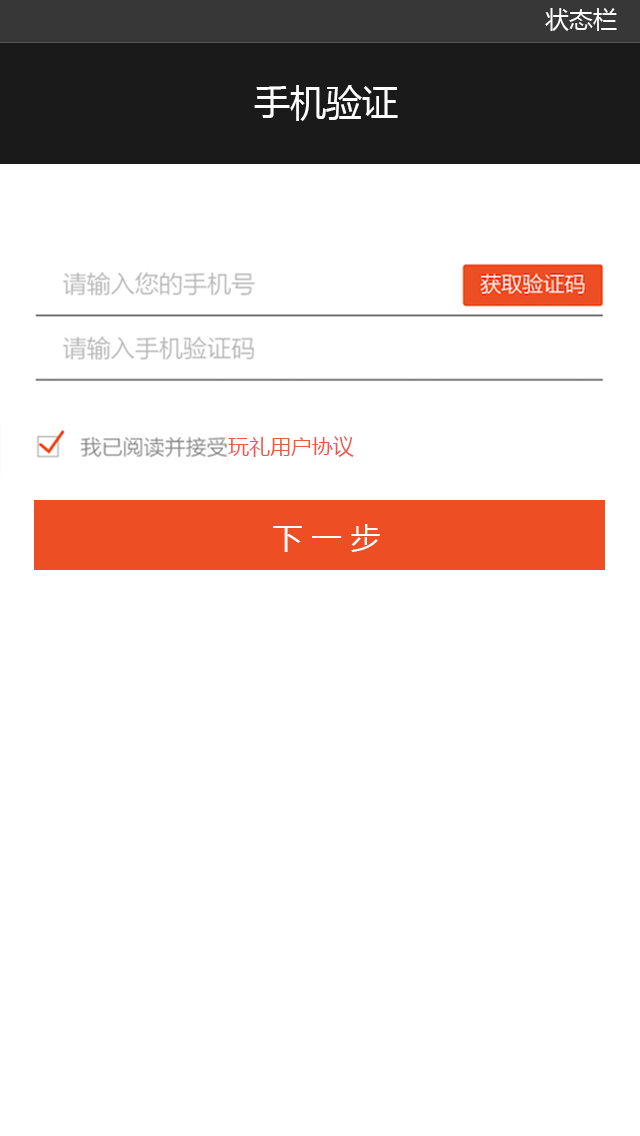 状态栏
手机验证
请输入您的手机号 获取验证码
请输入手机验证码
我已阅读并接受玩礼用户协议
下一步